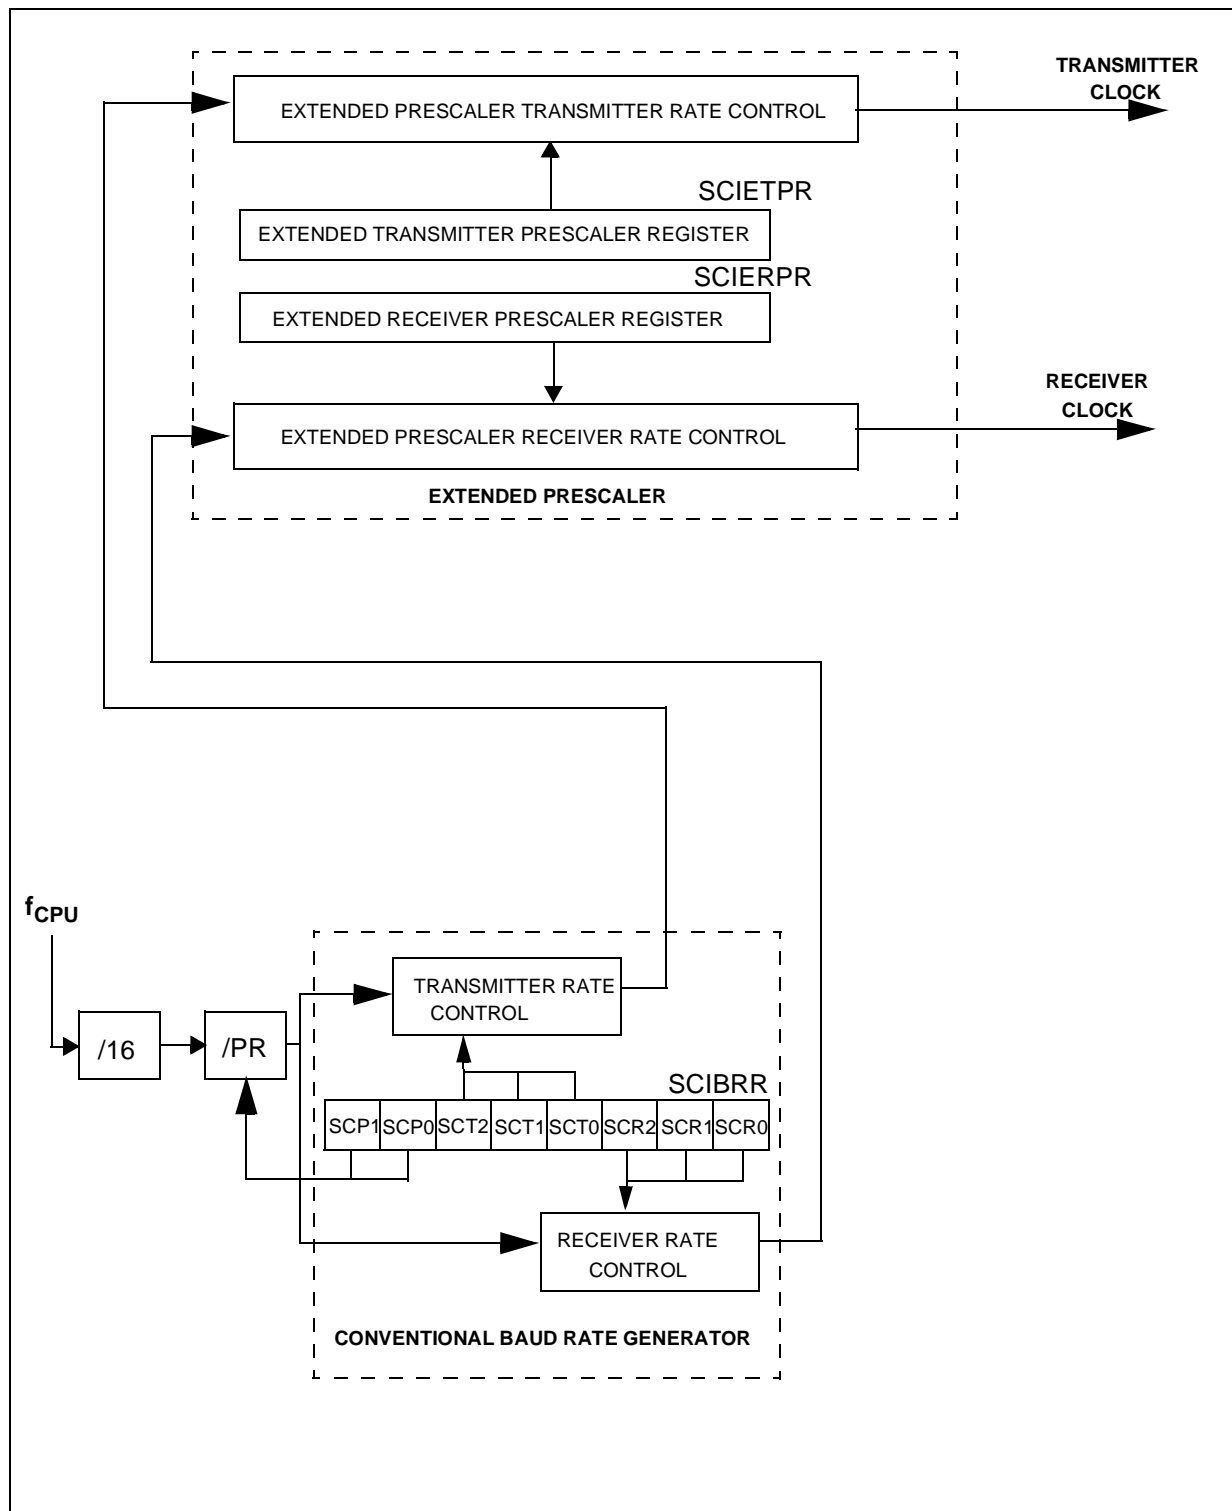 TRANSMITTER
CLOCK
EXTENDED PRESCALER TRANSMITTER RATE CONTROL
SCIETPR
EXTENDED TRANSMITTER PRESCALER REGISTER
SCIERPR
EXTENDED RECEIVER PRESCALER REGISTER
RECEIVER
CLOCK
EXTENDED PRESCALER RECEIVER RATE CONTROL
EXTENDED PRESCALER
fCPU
TRANSMITTER RATE
CONTROL
/16
/PR
SCIBRR
SCP1 SCP0 SCT2 SCT1 SCT0 SCR2 SCR1 SCR0
RECEIVER RATE
CONTROL
CONVENTIONAL BAUD RATE GENERATOR